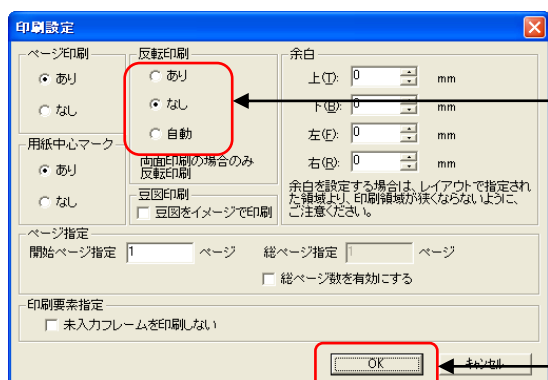 印刷設定
ページ印刷
あり
なし
反転印刷
あり
なし
自動
両面印刷の場合のみ
反転印刷
余白
上(T): 0 mm
下(B): 0 mm
左(F): 0 mm
右(R): 0 mm
余白を設定する場合は、レイアウトで指定され
た領域より、印刷領域が狭くならないように、
ご注意ください。
用紙中心マーク
あり
なし
豆図印刷
豆図をイメージで印刷
ページ指定
開始ページ指定 1 ページ 総ページ指定 1 ページ
総ページ数を有効にする
印刷要素指定
未入力フレームを印刷しない
OK キャンセル